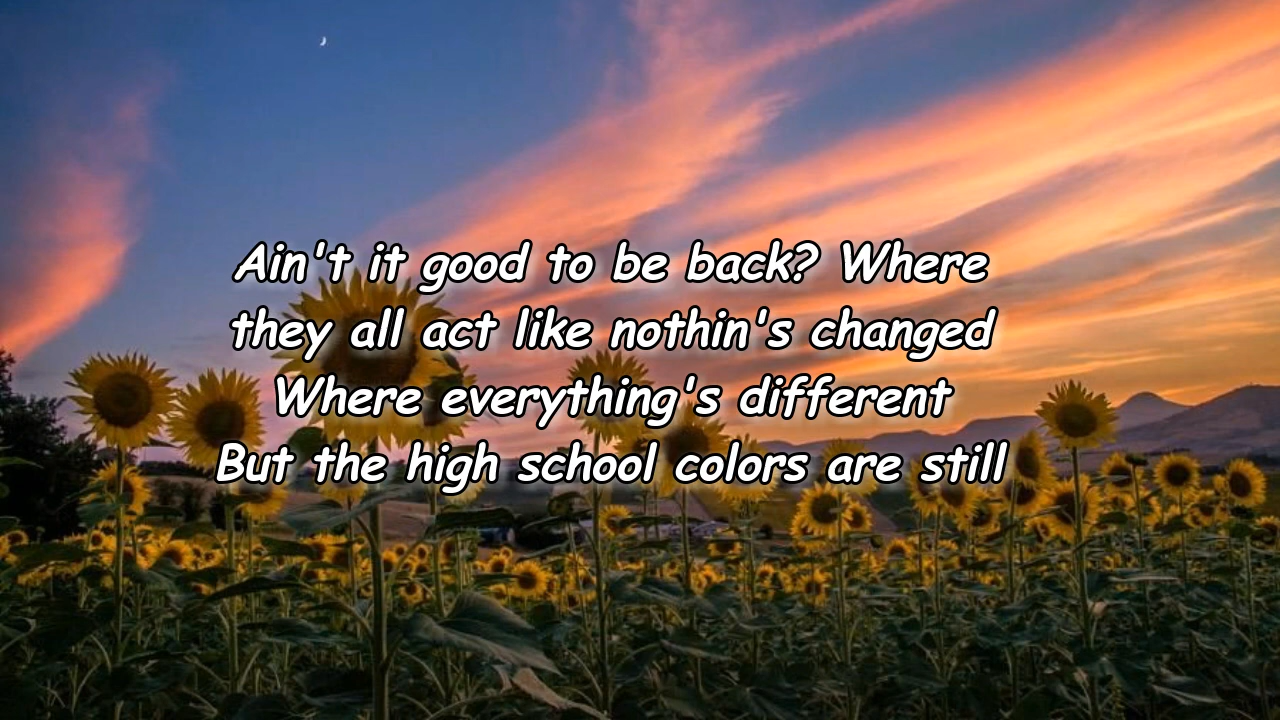 Ain't it good to be back? Where
they all act like nothin's changed
Where everything's different
But the high school colors are still